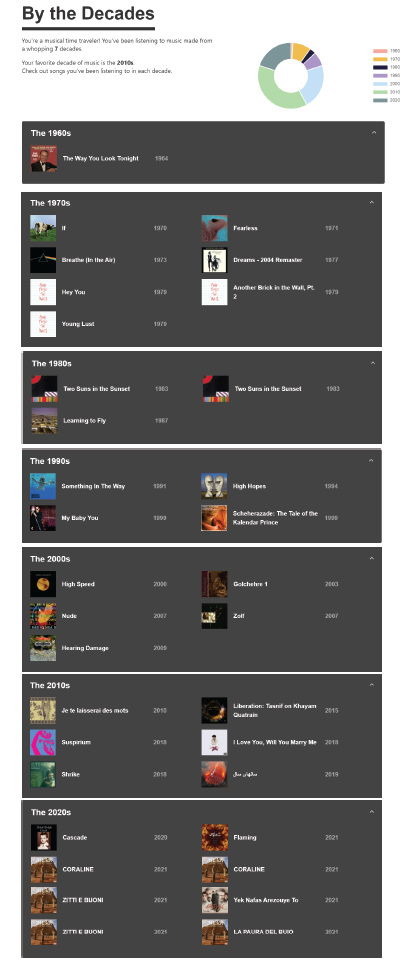 By the Decades
You're a musical time traveler! You've been listening to music made from
a whopping 7 decades
Your favorite decade of music is the 2010s.
Check out songs you've been listening to in each decade.
1960
1970
1980
1990
2000
2010
2020
The 1960s
The Way You Look Tonight 1964
The 1970s
If 1970
Fearless 1971
Breathe (In the Air) 1973
Dreams - 2004 Remaster 1977
Hey You 1979
Another Brick in the Wall, Pt.
2 1979
Young Lust 1979
The 1980s
Two Suns in the Sunset 1983
Two Suns in the Sunset 1983
Learning to Fly 1987
The 1990s
Something In The Way 1991
High Hopes 1994
My Baby You 1999
Scheherazade: The Tale of the
Kalendar Prince
The 2000s
High Speed 2000
Golchehre 1 2003
Nude 2007
Zolf 2007
Hearing Damage 2009
The 2010s
Je te laisserai des mots 2010
Liberation: Tasnif on Khayam
Quatrain 2015
Suspirium 2018
I Love You, Will You Marry Me 2018
Shrike 2018
سالهای سال 2019
The 2020s
Cascade 2020
Flaming 2021
CORALINE 2021
CORALINE 2021
ZITTI E BUONI 2021
Yek Nafas Arezouye To 2021
ZITTI E BUONI 2021
LA PAURA DEL BUIO 2021